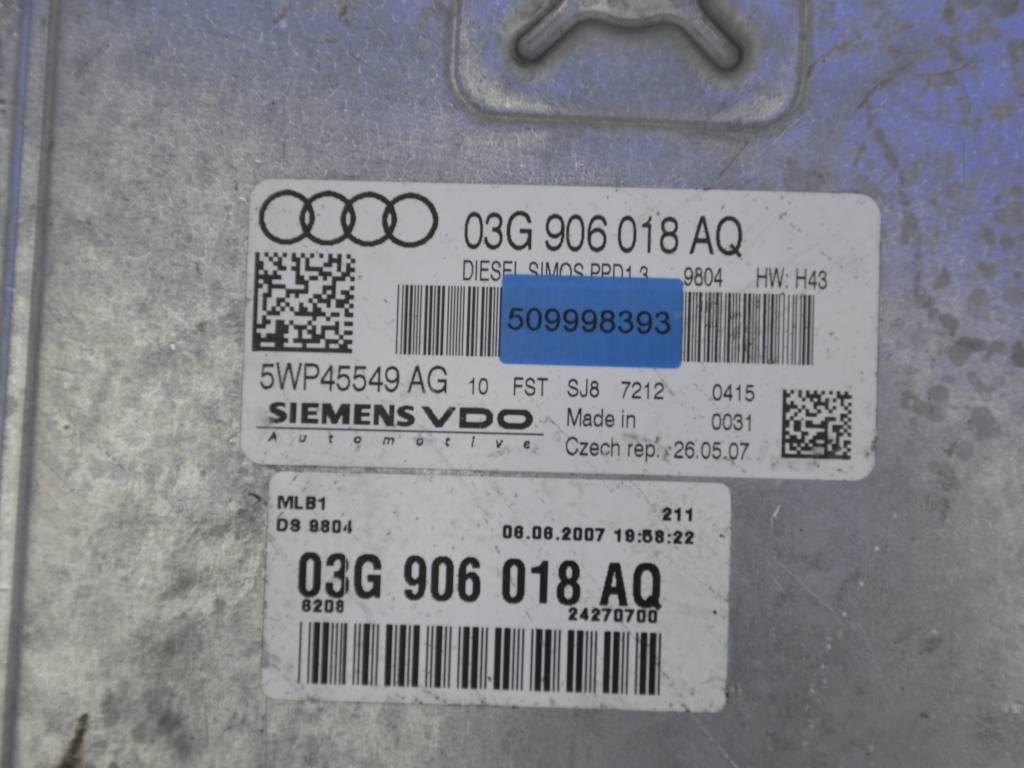 03G 906 018 AQ
DIESEL SIMOS PPD1.3 9804 HW: H43
509998393
5WP45549 AG 10 FST SJ8 7212 0415
SIEMENS VDO Made in 0031
Automotive Czech rep. 26.05.07
MLB1 211
DS 9804 06.06.2007 19:58:22
03G 906 018 AQ
6208 24270700